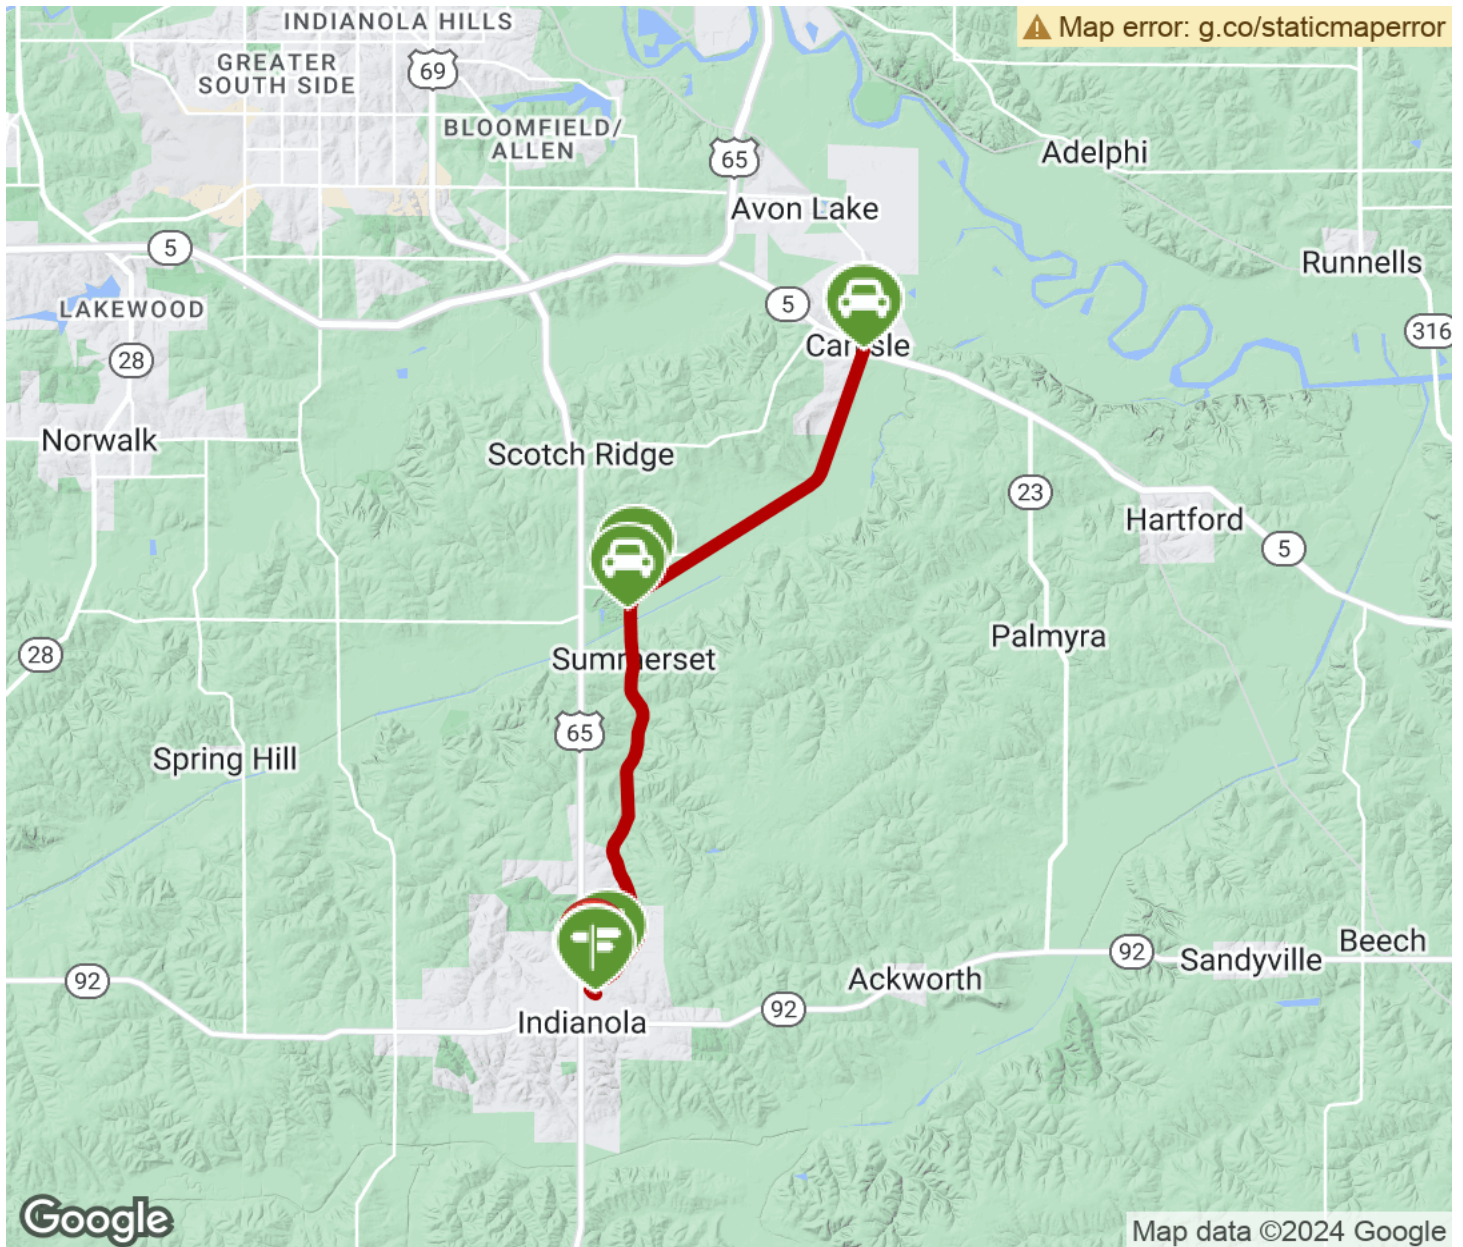 INDIANOLA HILLS
Map error: g.co/staticmaperror
GREATER
SOUTH SIDE
69
BLOOMFIELD/
ALLEN
65
Adelphi
Avon Lake
5
Runnells
LAKEWOOD
5
316
28
Carlisle
Norwalk
Scotch Ridge
23
Hartford
5
28
Summerset
Palmyra
65
Spring Hill
92
Ackworth
92
Sandyville
Beech
92
Indianola
Google
Map data ©2024 Google